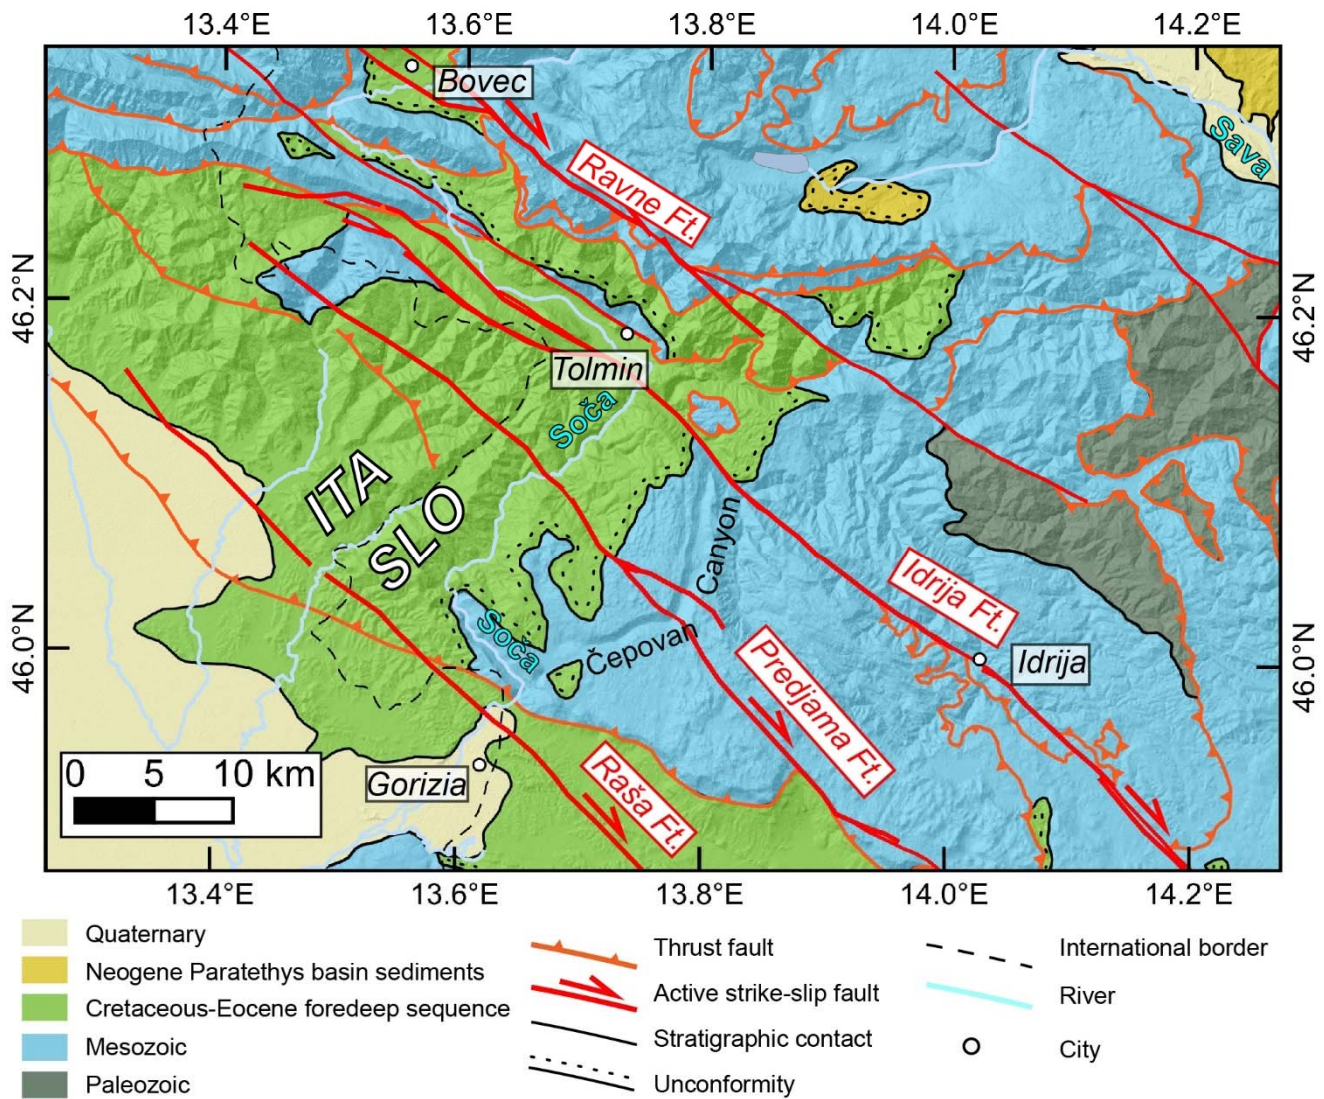 13.4°E 13.6°E 13.8°E 14.0°E 14.2°E
Bovec
Sava
Ravne Ft.
46.2°N
46.2°N
Tolmin
Soča
ITA
SLO
Canyon
Idrija Ft.
46.0°N
Soča
Čepovan
Idrija
46.0°N
Predjama Ft.
0 5 10 km
Gorizia
Raša Ft.
13.4°E 13.6°E 13.8°E 14.0°E 14.2°E
Quaternary
Neogene Paratethys basin sediments
Cretaceous-Eocene foredeep sequence
Mesozoic
Paleozoic
Thrust fault
Active strike-slip fault
Stratigraphic contact
Unconformity
International border
River
City